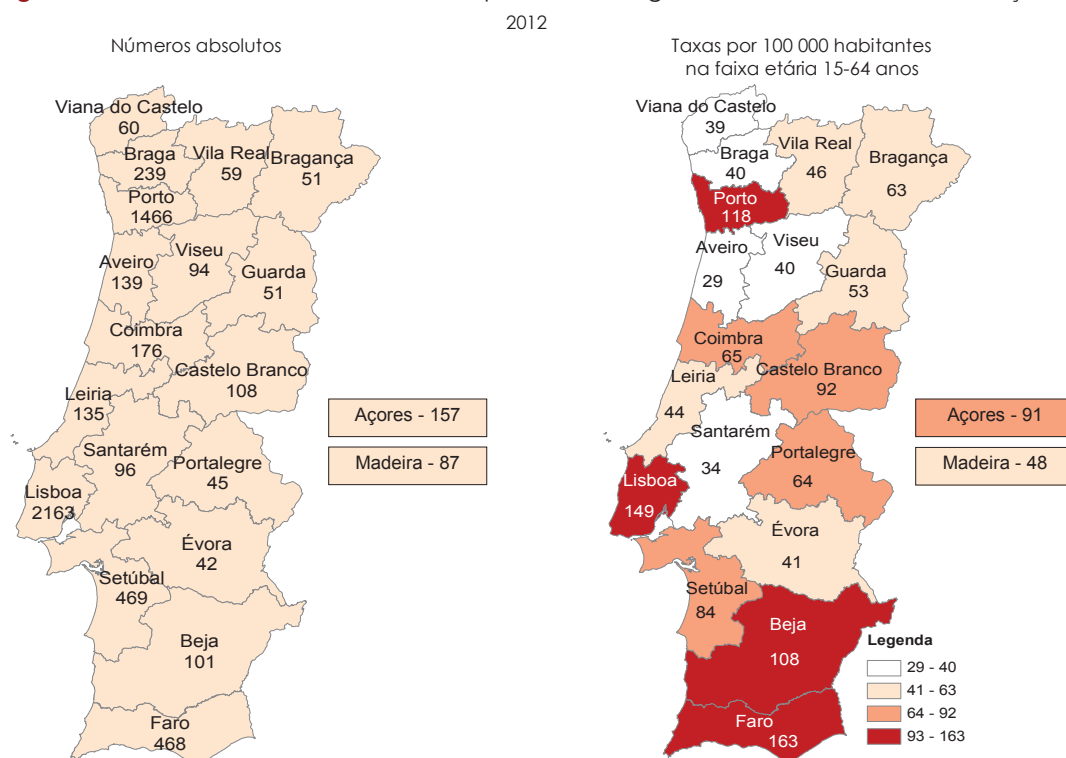 2012
Números absolutos
Viana do Castelo
60
Braga
239
Vila Real
59
Bragança
51
Porto
1466
Aveiro
139
Viseu
94
Guarda
51
Coimbra
176
Castelo Branco
108
Leiria
135
Santarém
96
Portalegre
45
Lisboa
2163
Évora
42
Setúbal
469
Beja
101
Faro
468
Açores - 157
Madeira - 87
Taxas por 100 000 habitantes
na faixa etária 15-64 anos
Viana do Castelo
39
Braga
40
Vila Real
46
Bragança
63
Porto
118
Aveiro
29
Viseu
40
Guarda
53
Coimbra
65
Castelo Branco
92
Leiria
44
Santarém
34
Portalegre
64
Lisboa
149
Évora
41
Setúbal
84
Beja
108
Faro
163
Açores - 91
Madeira - 48
Legenda
29 - 40
41 - 63
64 - 92
93 - 163